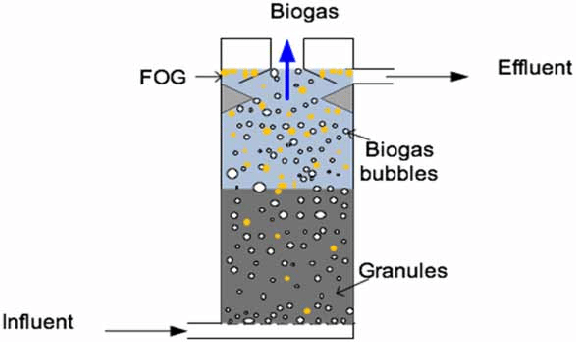 Biogas
FOG
Effluent
Biogas
bubbles
Granules
Influent